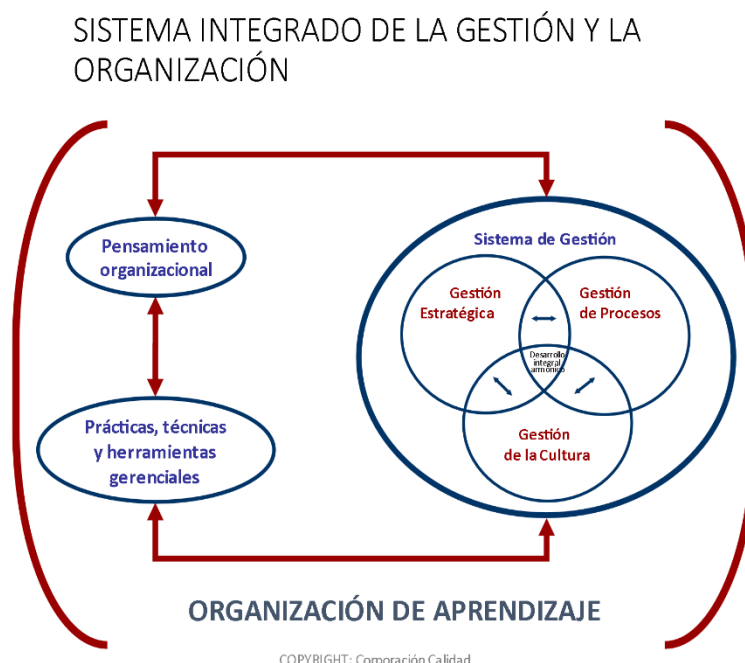 SISTEMA INTEGRADO DE LA GESTIÓN Y LA
ORGANIZACIÓN
Pensamiento
organizacional
Prácticas, técnicas
y herramientas
gerenciales
Sistema de Gestión
Gestión
Estratégica
Gestión
de Procesos
Desarrollo
integral
armónico
Gestión
de la Cultura
ORGANIZACIÓN DE APRENDIZAJE
COPYRIGHT: Corporación Calidad